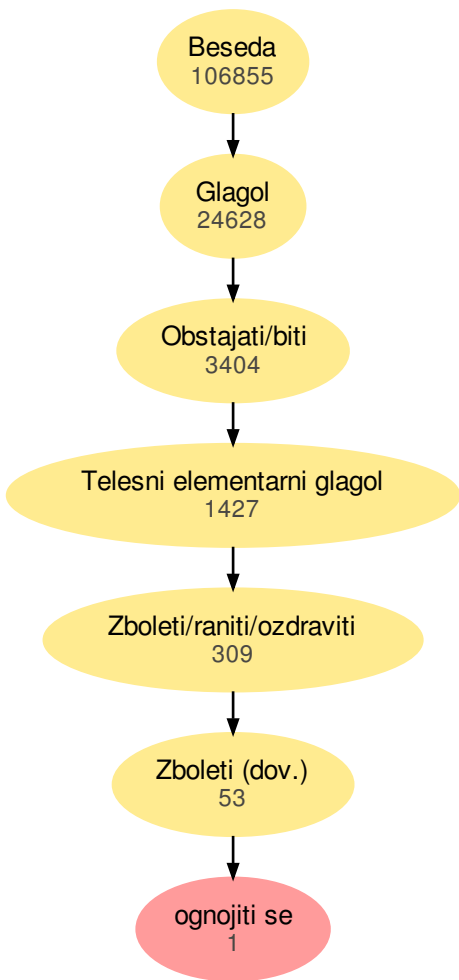 Beseda
106855
Glagol
24628
Obstajati/biti
3404
Telesni elementarni glagol
1427
Zboleti/raniti/ozdraviti
309
Zboleti (dov.)
53
ognojiti se
1